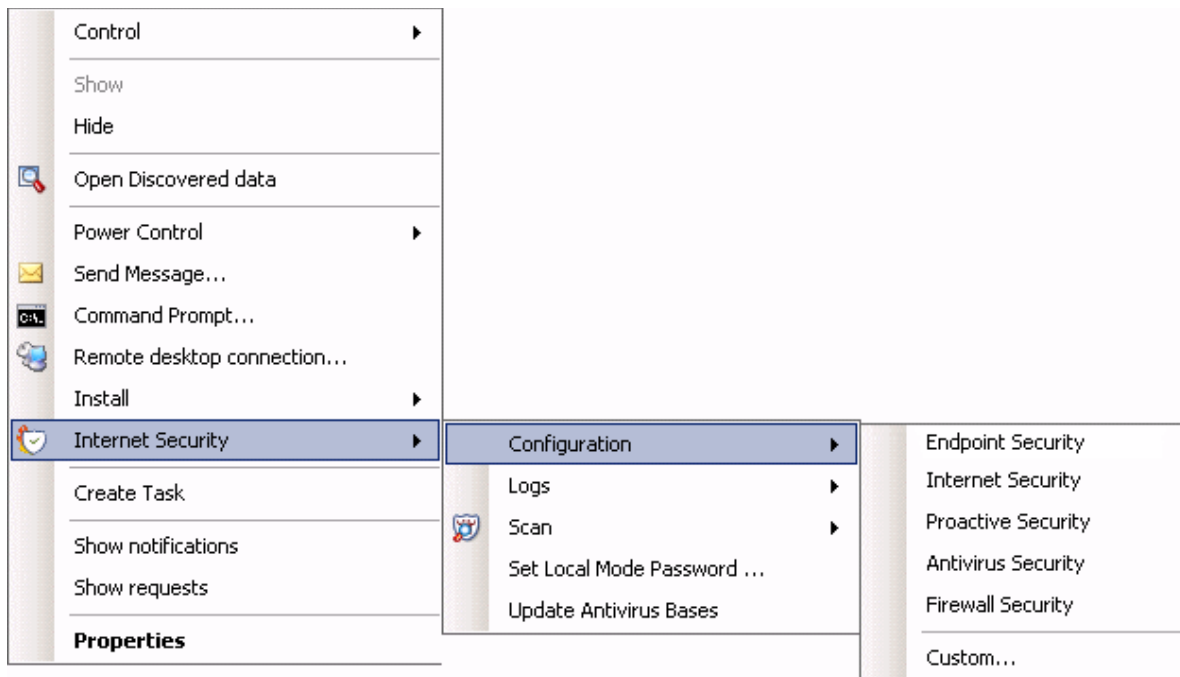 Control
Show
Hide
Open Discovered data
Power Control
Send Message...
C:\.
Command Prompt...
Remote desktop connection...
Install
Internet Security
Create Task
Show notifications
Show requests
Properties
Configuration
Logs
Scan
Set Local Mode Password ...
Update Antivirus Bases
Endpoint Security
Internet Security
Proactive Security
Antivirus Security
Firewall Security
Custom...